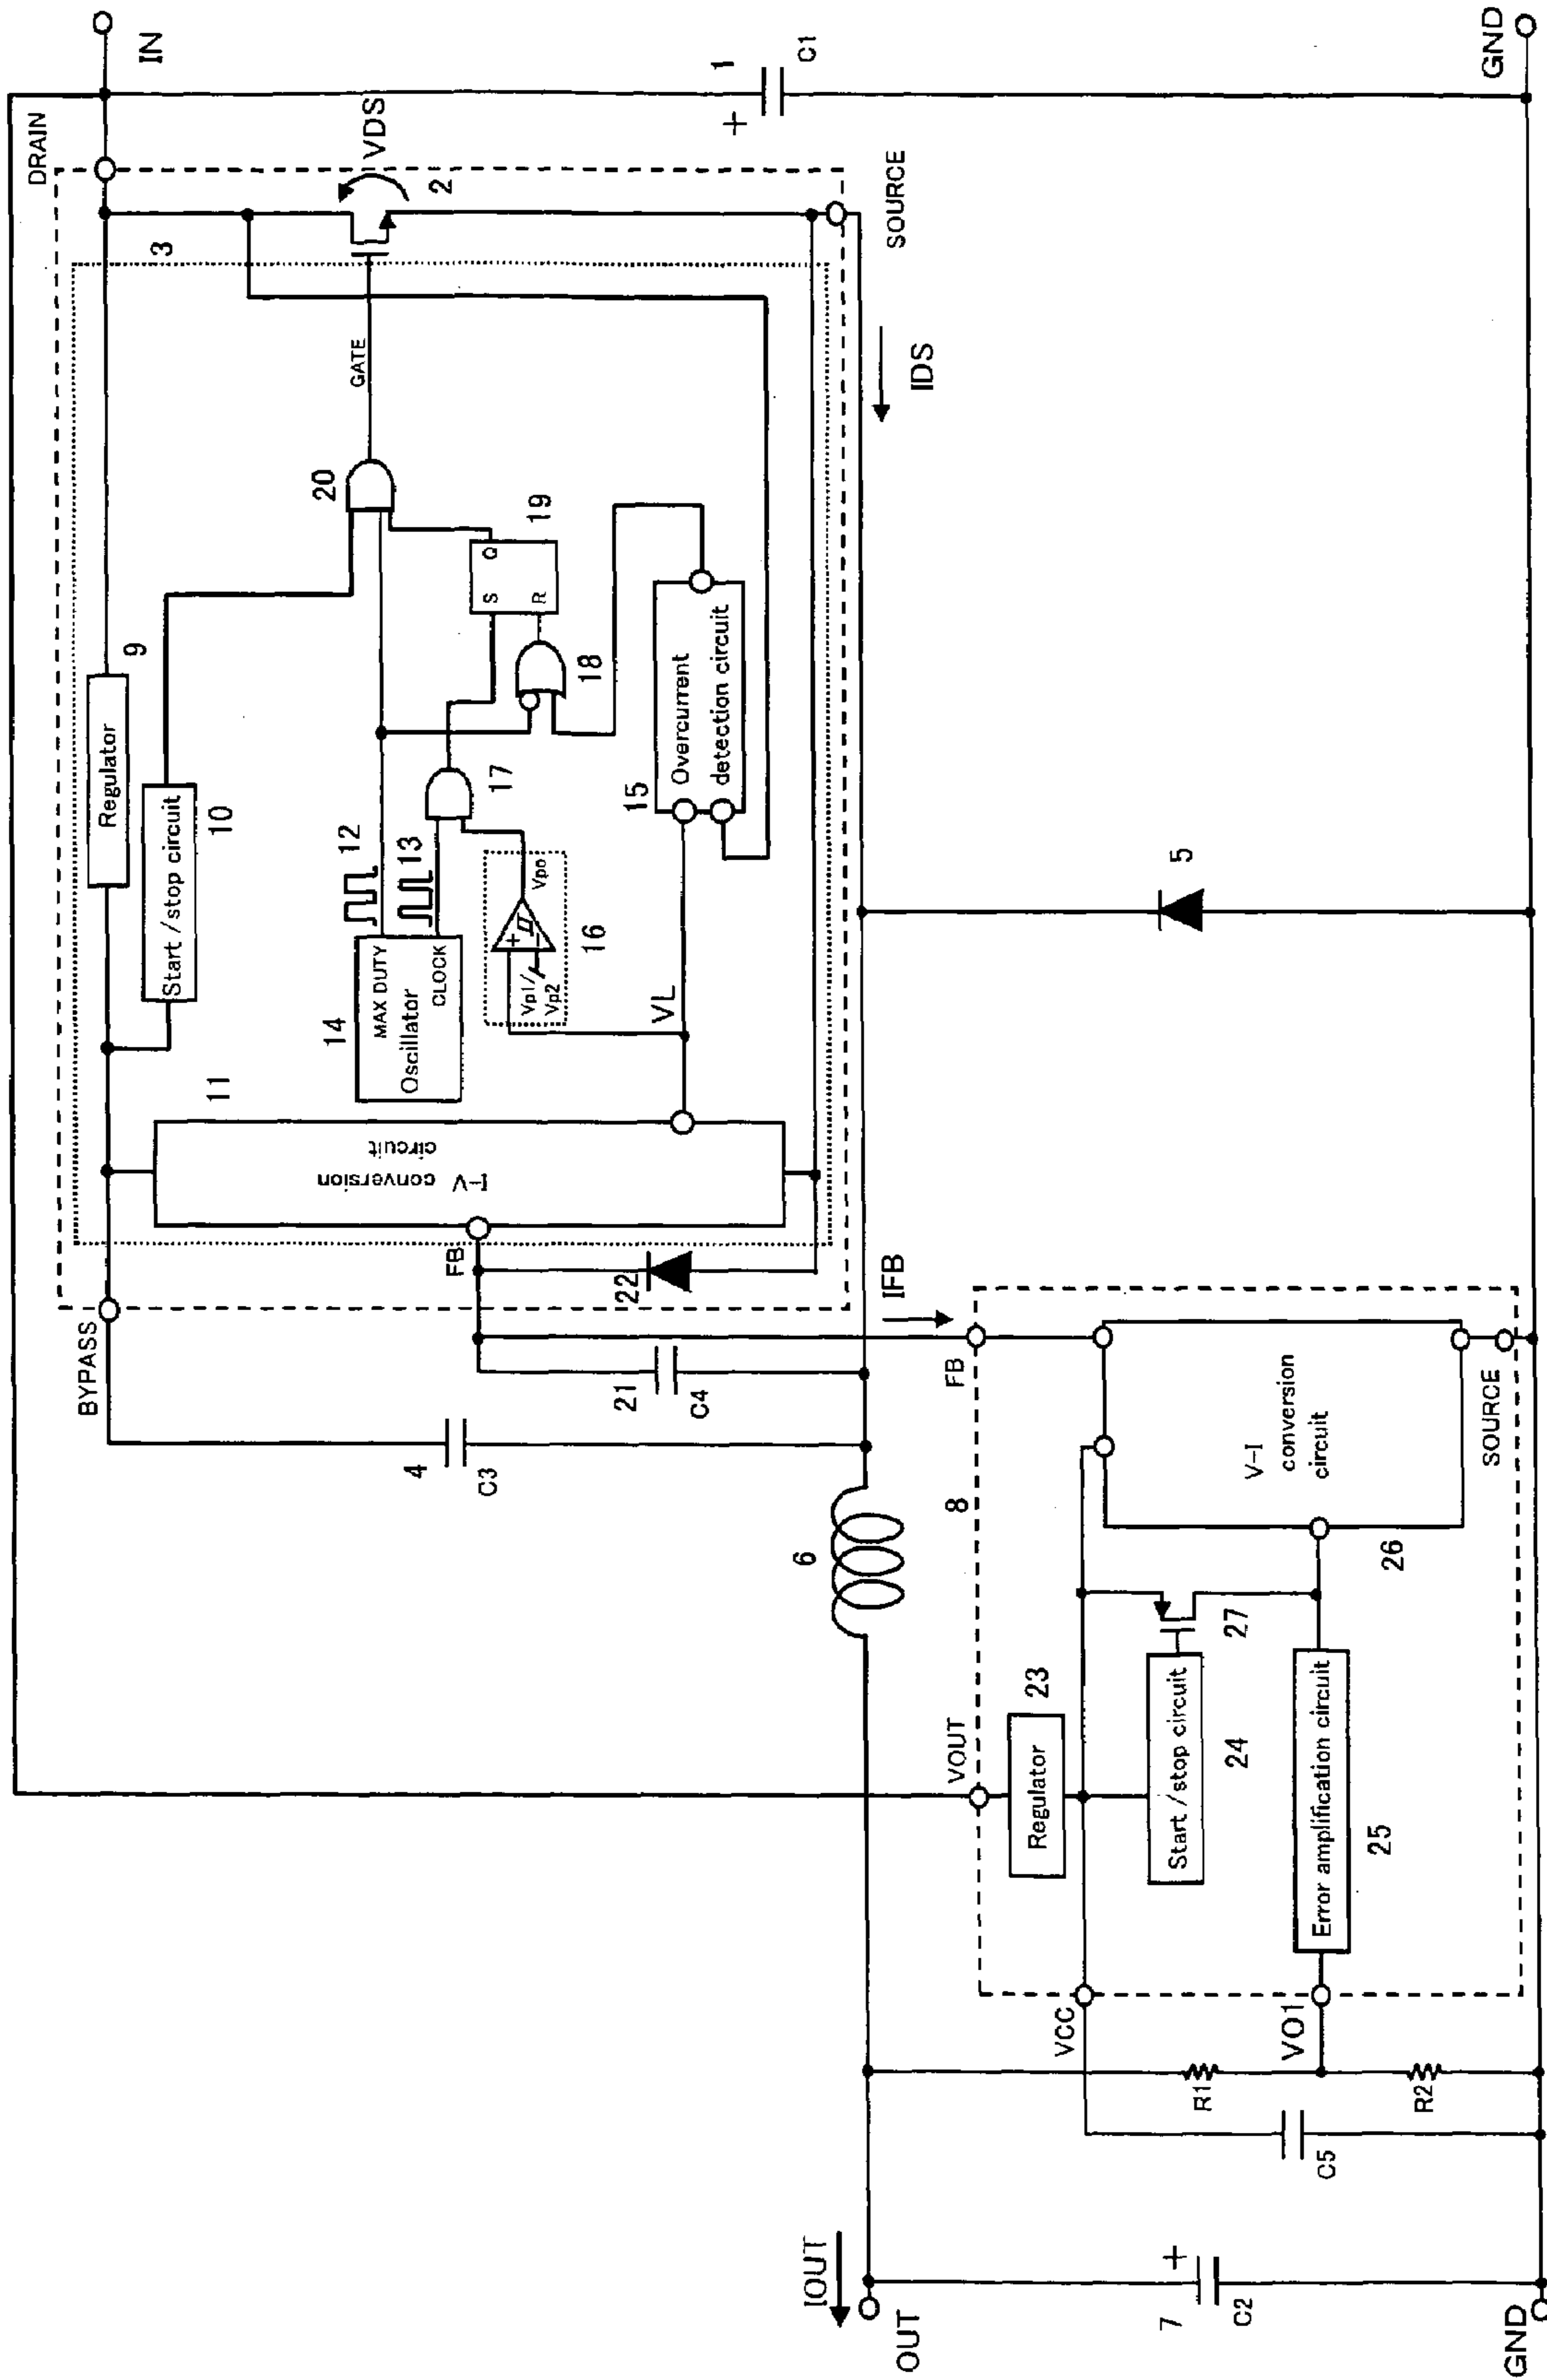 IN
1
C1
+
GND
DRAIN
VDS
2
SOURCE
3
GATE
IDS
20
19
Q
S
R
9
Regulator
Start/stop circuit
10
18
17
15
Overcurrent
detection circuit
12
13
14
MAX DUTY
Oscillator
CLOCK
+
-
Vpo
Vp1/
Vp2
16
VL
5
11
I-V conversion
circuit
FB
22
BYPASS
IFB
21
C4
4
C3
FB
V-I
conversion
circuit
SOURCE
8
6
26
27
23
VOUT
Regulator
Start/stop circuit
24
Error amplification circuit
25
VCC
VO1
R1
R2
C5
IOUT
OUT
7
+
C2
GND